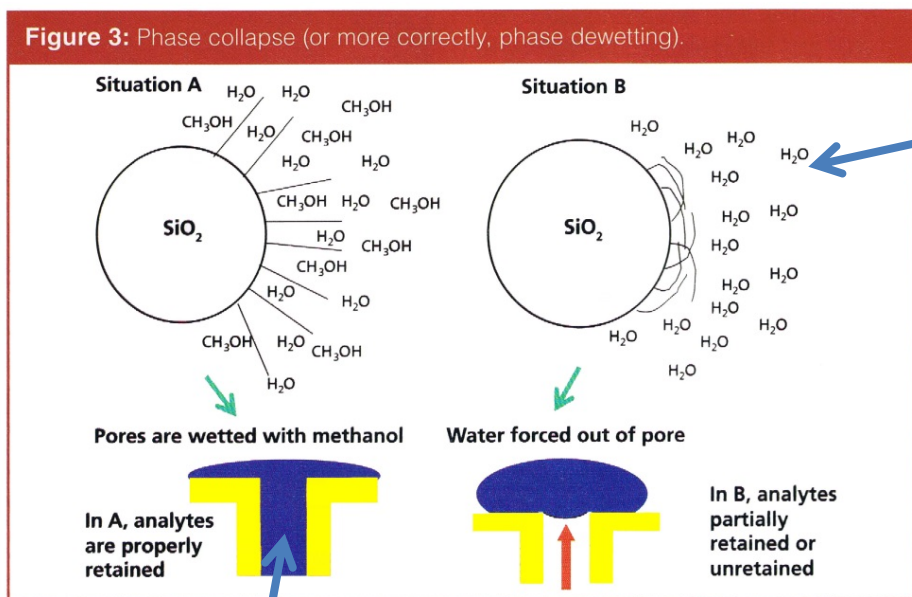 Figure 3: Phase collapse (or more correctly, phase dewetting).
Situation A
H₂O H₂O
CH₃OH
CH₃OH
H₂O
CH₃OH
H₂O
H₂O
CH₃OH H₂O CH₃OH
SiO₂
H₂O
CH₃OH
CH₃OH
H₂O
H₂O
CH₃OH H₂O CH₃OH
H₂O
Situation B
H₂O
H₂O
H₂O
H₂O
H₂O
H₂O H₂O
SiO₂
H₂O
H₂O H₂O
H₂O
H₂O H₂O H₂O
H₂O
H₂O
Pores are wetted with methanol
In A, analytes
are properly
retained
Water forced out of pore
In B, analytes
partially
retained or
unretained